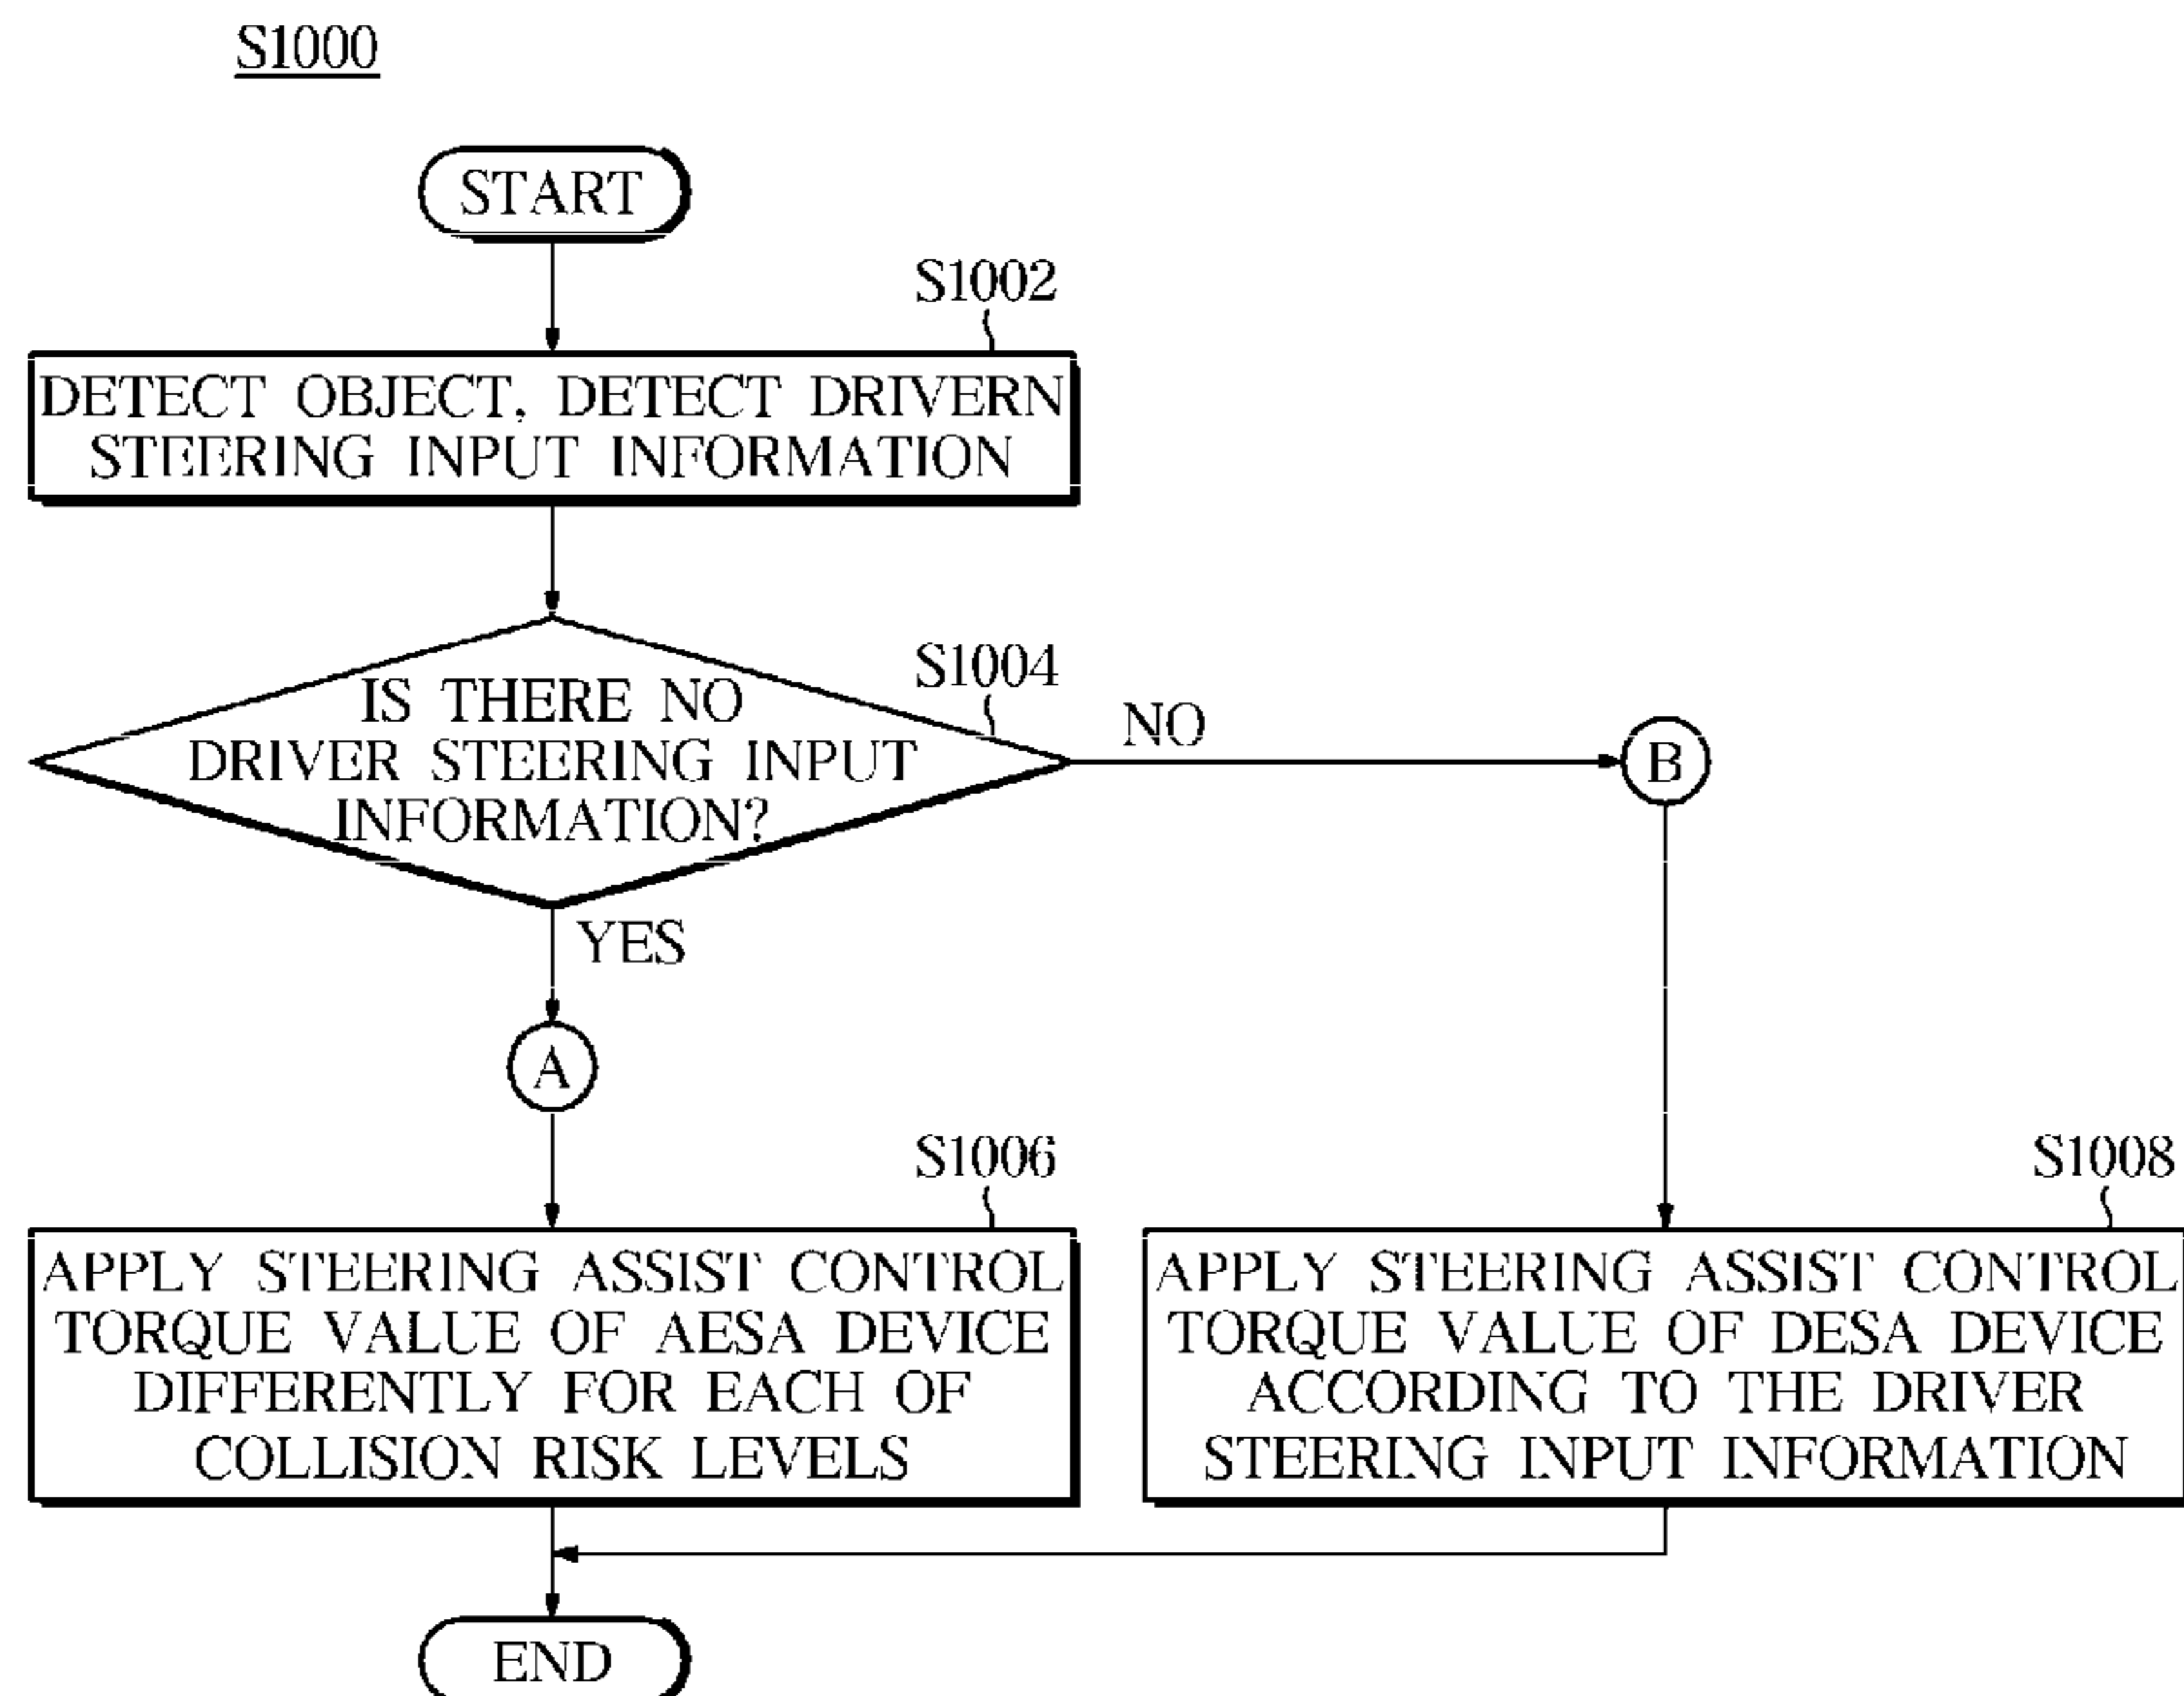 S1000
START
S1002
DETECT OBJECT, DETECT DRIVERN
STEERING INPUT INFORMATION
S1004
IS THERE NO
DRIVER STEERING INPUT
INFORMATION?
NO
B
YES
A
S1006
APPLY STEERING ASSIST CONTROL
TORQUE VALUE OF AESA DEVICE
DIFFERENTLY FOR EACH OF
COLLISION RISK LEVELS
S1008
APPLY STEERING ASSIST CONTROL
TORQUE VALUE OF DESA DEVICE
ACCORDING TO THE DRIVER
STEERING INPUT INFORMATION
END